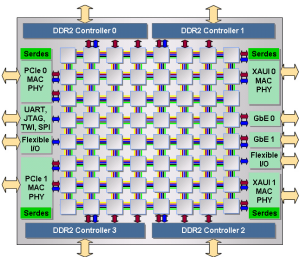 DDR2 Controller 0
DDR2 Controller 1
Serdes
PCIe 0
MAC
PHY
UART,
JTAG,
TWI, SPI
Flexible
I/O
PCIe 1
MAC
PHY
Serdes
Serdes
XAUI 0
MAC
PHY
GbE 0
GbE 1
Flexible
I/O
XAUI 1
MAC
PHY
Serdes
DDR2 Controller 3
DDR2 Controller 2